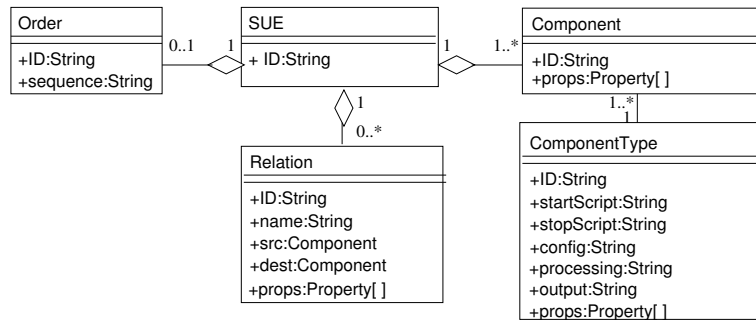 Order
+ID:String
+sequence:String
0..1
1
SUE
+ ID:String
1
1..*
Component
+ID:String
+props:Property[ ]
1..*
1
ComponentType
+ID:String
+startScript:String
+stopScript:String
+config:String
+processing:String
+output:String
+props:Property[ ]
1
0..*
Relation
+ID:String
+name:String
+src:Component
+dest:Component
+props:Property[ ]